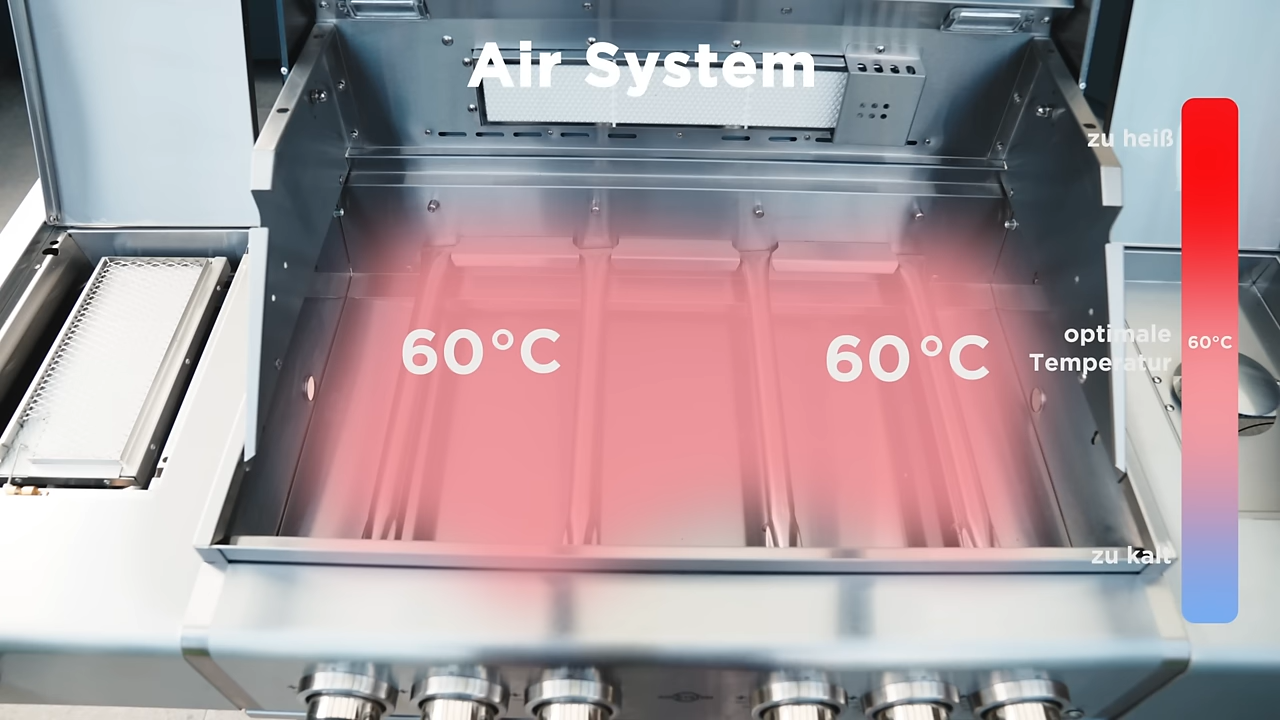 Air System
zu heiß
60°C
60°C
optimale
Temperatur
60°C
zu kalt